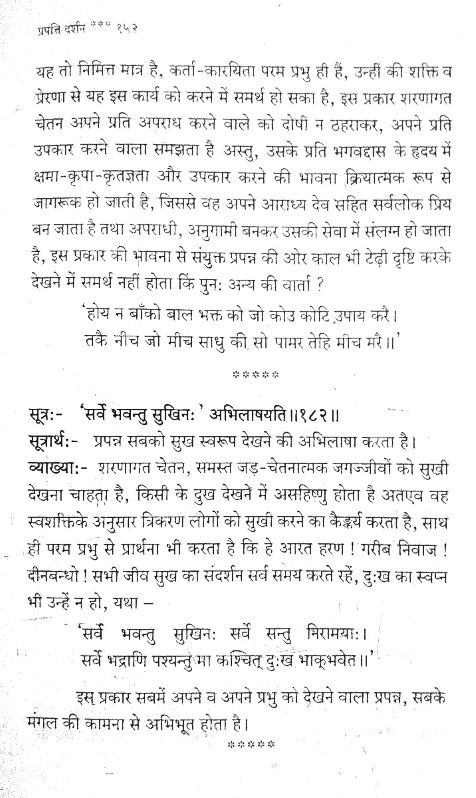 प्रपत्ति दर्शन *** १५२
यह तो निमित्त मात्र है, कर्ता-कारयिता परम प्रभु ही हैं, उन्हीं की शक्ति व
प्रेरणा से यह इस कार्य को करने में समर्थ हो सका है, इस प्रकार शरणागत
चेतन अपने प्रति अपराध करने वाले को दोषी न ठहराकर, अपने प्रति
उपकार करने वाला समझता है अस्तु, उसके प्रति भगवद्दास के हृदय में
क्षमा-कृपा-कृतज्ञता और उपकार करने की भावना क्रियात्मक रूप से
जागरूक हो जाती है, जिससे वह अपने आराध्य देव सहित सर्वलोक प्रिय
बन जाता है तथा अपराधी, अनुगामी बनकर उसकी सेवा में संलग्न हो जाता
है, इस प्रकार की भावना से संयुक्त प्रपन्न की ओर काल भी टेढ़ी दृष्टि करके
देखने में समर्थ नहीं होता किं पुनः अन्य की वार्ता ?
‘होय न बाँको बाल भक्त को जो कोउ कोटि उपाय करै।
तकै नीच जो मीच साधु की सो पामर तेहि मीच मरै॥’
*****
सूत्र:- ‘सर्वे भवन्तु सुखिनः’ अभिलाषयति॥१८२॥
सूत्रार्थ:- प्रपन्न सबको सुख स्वरूप देखने की अभिलाषा करता है।
व्याख्या:- शरणागत चेतन, समस्त जड़-चेतनात्मक जगज्जीवों को सुखी
देखना चाहता है, किसी के दुख देखने में असहिष्णु होता है अतएव वह
स्वशक्तिके अनुसार त्रिकरण लोगों को सुखी करने का कैङ्कर्य करता है, साथ
ही परम प्रभु से प्रार्थना भी करता है कि हे आरत हरण ! गरीब निवाज !
दीनबन्धो ! सभी जीव सुख का संदर्शन सर्व समय करते रहें, दुःख का स्वप्न
भी उन्हें न हो, यथा –
‘सर्वे भवन्तु सुखिनः सर्वे सन्तु मिरामयाः।
सर्वे भद्राणि पश्यन्तु मा कश्चित् दुःख भाक्भवेत॥’
इस प्रकार सबमें अपने व अपने प्रभु को देखने वाला प्रपन्न, सबके
मंगल की कामना से अभिभूत होता है।
*****